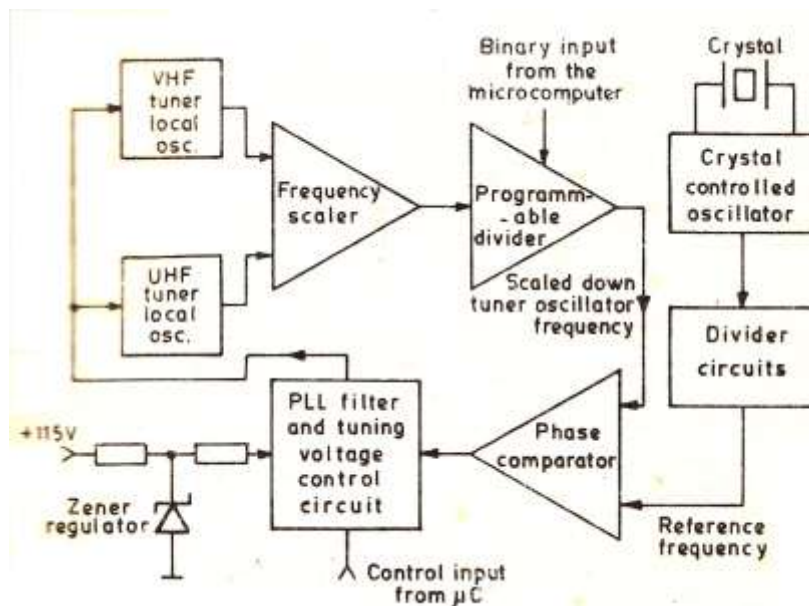 VHF
tuner
local
osc.
UHF
tuner
local
osc.
Frequency
scaler
Binary input
from the
microcomputer
Programm-
-able
divider
Crystal
Crystal
controlled
oscillator
Scaled down
tuner oscillator
frequency
Divider
circuits
Phase
comparator
Reference
frequency
PLL filter
and tuning
voltage
control
circuit
+115V
Zener
regulator
Control input
from μC